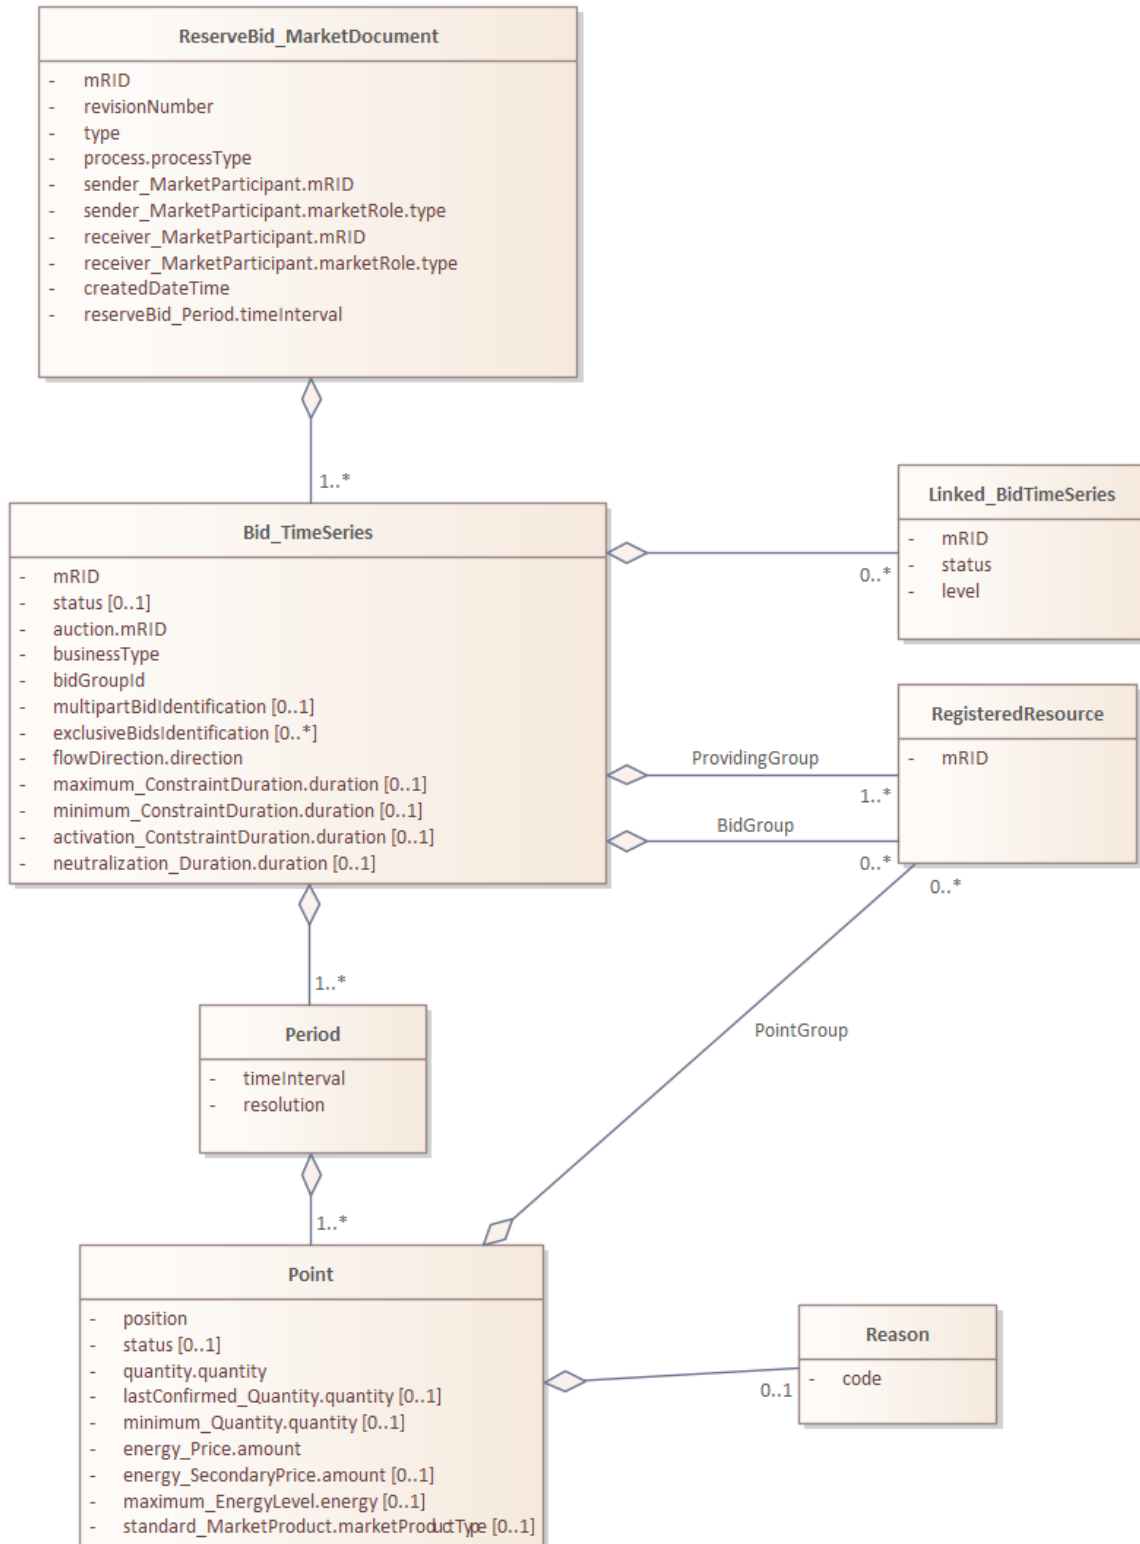 ReserveBid_MarketDocument
- mRID
- revisionNumber
- type
- process.processType
- sender_MarketParticipant.mRID
- sender_MarketParticipant.marketRole.type
- receiver_MarketParticipant.mRID
- receiver_MarketParticipant.marketRole.type
- createdDateTime
- reserveBid_Period.timeInterval
1..*
Bid_TimeSeries
- mRID
- status [0..1]
- auction.mRID
- businessType
- bidGroupId
- multipartBidIdentification [0..1]
- exclusiveBidsIdentification [0..*]
- flowDirection.direction
- maximum_ConstraintDuration.duration [0..1]
- minimum_ConstraintDuration.duration [0..1]
- activation_ContstraintDuration.duration [0..1]
- neutralization_Duration.duration [0..1]
Linked_BidTimeSeries
- mRID
- status
- level
0..*
RegisteredResource
- mRID
ProvidingGroup
1..*
BidGroup
0..*
0..*
PointGroup
1..*
Period
- timeInterval
- resolution
1..*
Point
- position
- status [0..1]
- quantity.quantity
- lastConfirmed_Quantity.quantity [0..1]
- minimum_Quantity.quantity [0..1]
- energy_Price.amount
- energy_SecondaryPrice.amount [0..1]
- maximum_EnergyLevel.energy [0..1]
- standard_MarketProduct.marketProductType [0..1]
Reason
- code
0..1